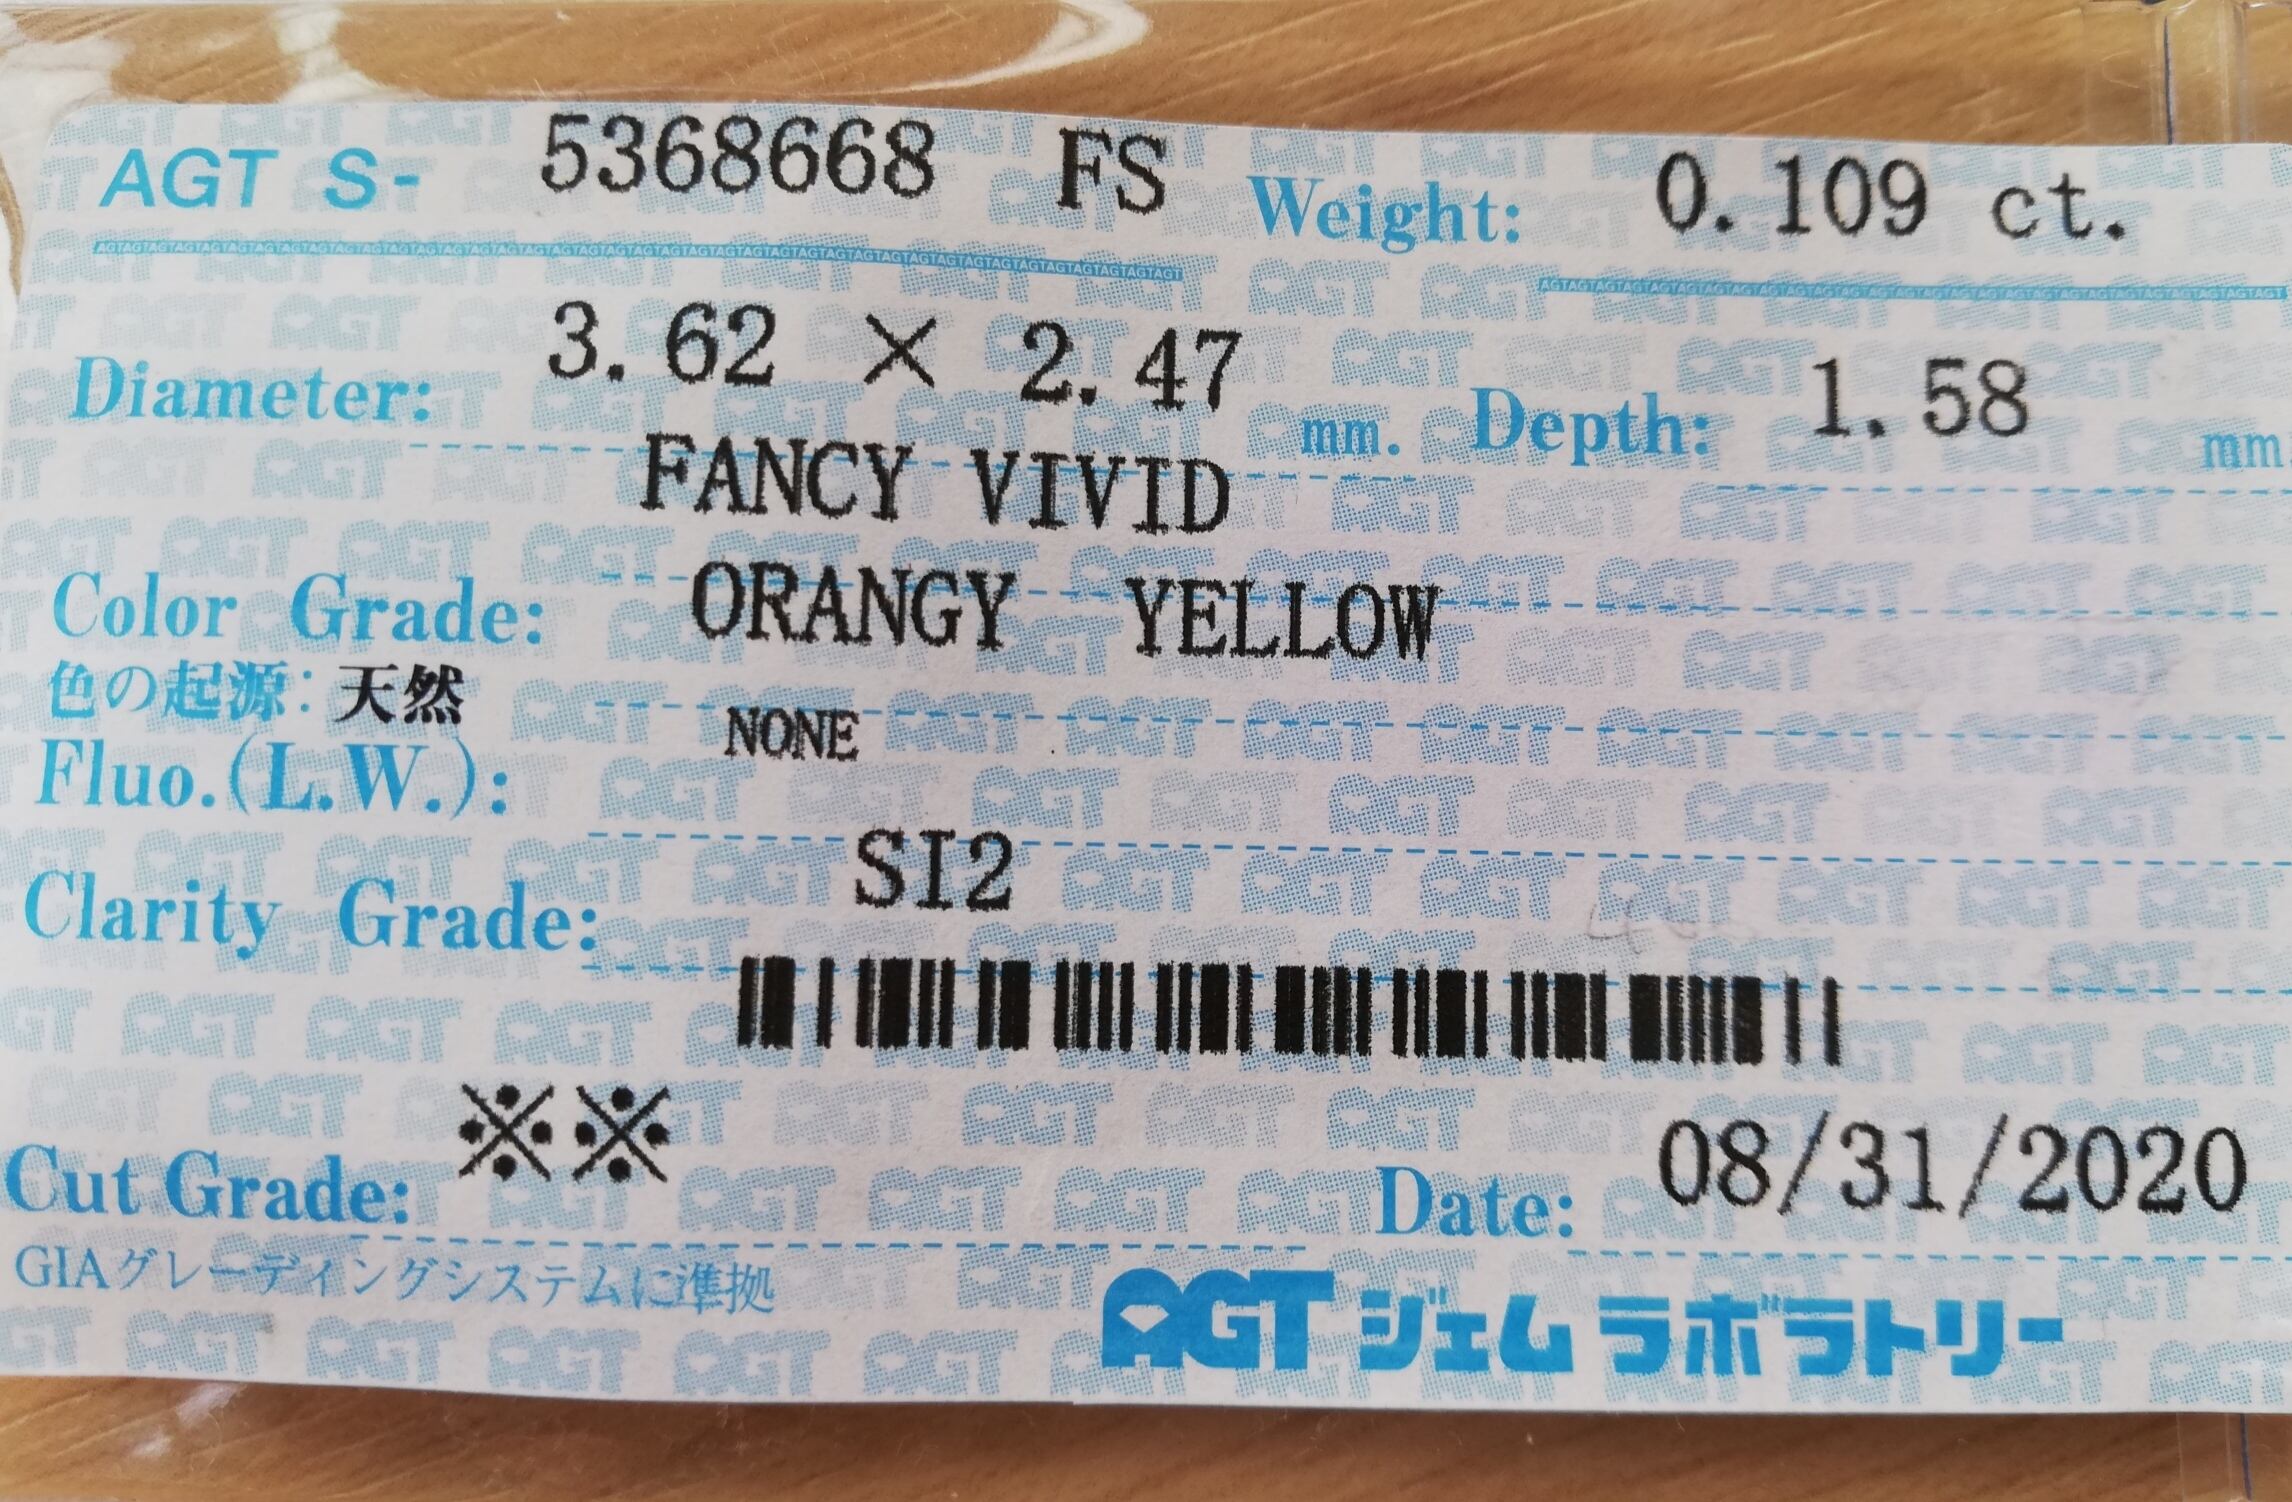 AGT S- 5368668 FS Weight: 0.109 ct.
Diameter: 3.62 × 2.47 mm. Depth: 1.58 mm.
FANCY VIVID
Color Grade: ORANGY YELLOW
色の起源: 天然
Fluo.(L.W.): NONE
Clarity Grade: SI2
Cut Grade: ※※
Date: 08/31/2020
GIAグレーディングシステムに準拠
AGT ジェム ラボラトリー